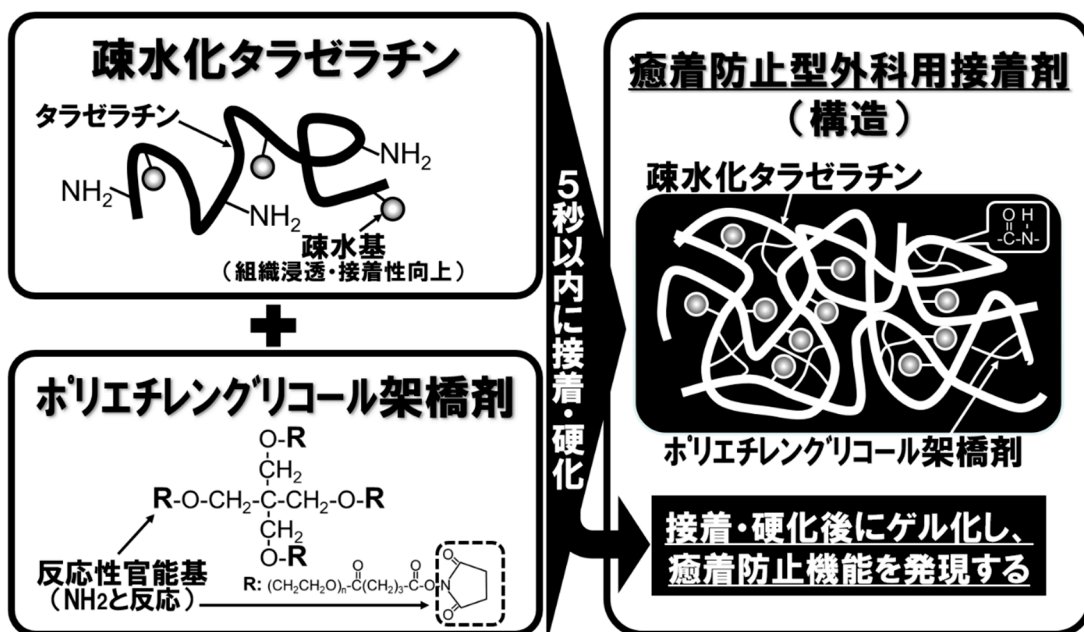 疎水化タラゼラチン
タラゼラチン
NH2
NH2
NH2
疎水基
（組織浸透・接着性向上）
+
ポリエチレングリコール架橋剤
O-R
CH2
R-O-CH2-C-CH2-O-R
CH2
O-R
反応性官能基
（NH2と反応）
R: (CH2CH2O)n-C(CH2)3-C-O-N
O
O
O
O
5秒以内に接着・硬化
癒着防止型外科用接着剤
（構造）
疎水化タラゼラチン
O H
-C-N-
ポリエチレングリコール架橋剤
接着・硬化後にゲル化し、
癒着防止機能を発現する